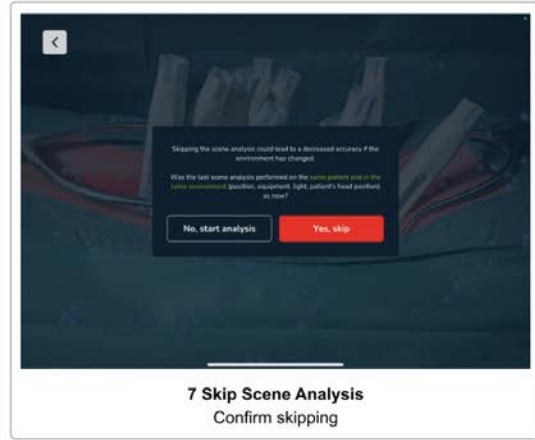 Skipping the scene analysis could lead to a decreased accuracy if the
environment has changed.
Was the last scene analysis performed on the same patient and in the
same environment (position, equipment, light, patient's head position)
as now?
No, start analysis
Yes, skip
7 Skip Scene Analysis
Confirm skipping